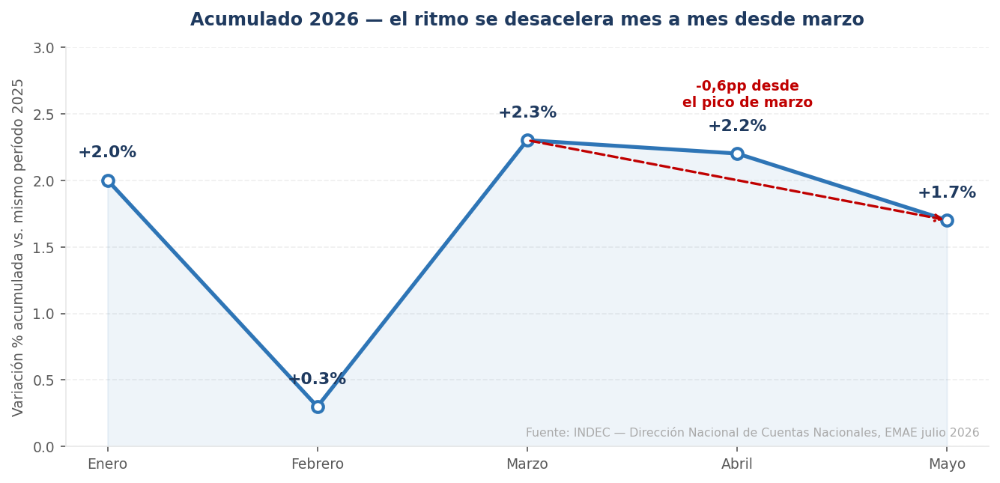 Acumulado 2026 — el ritmo se desacelera mes a mes desde marzo
Variación % acumulada vs. mismo período 2025
3.0
2.5
2.0
1.5
1.0
0.5
0.0
+2.0%
+0.3%
+2.3%
-0,6pp desde
el pico de marzo
+2.2%
+1.7%
Fuente: INDEC — Dirección Nacional de Cuentas Nacionales, EMAE julio 2026
Enero
Febrero
Marzo
Abril
Mayo